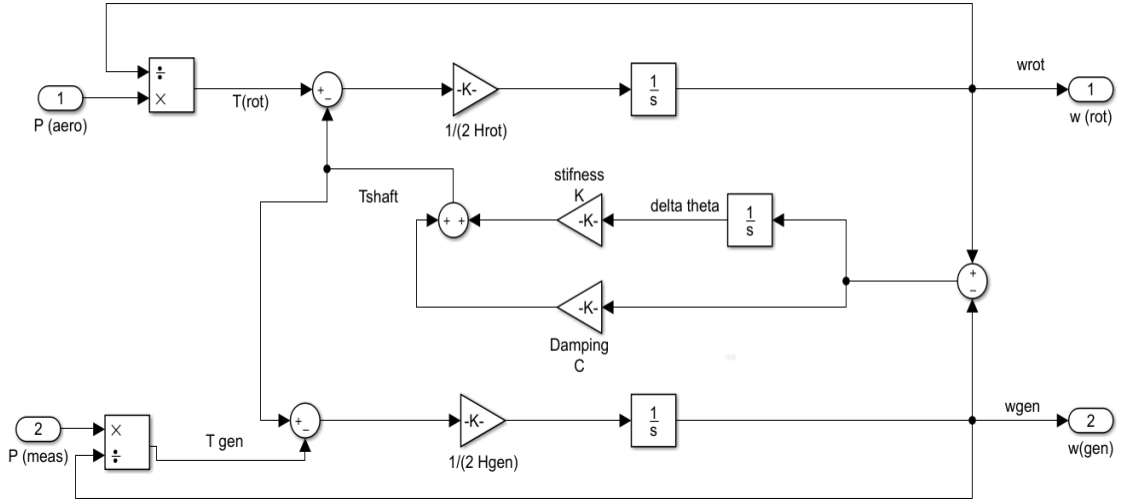 wrot
÷
×
1
P (aero)
T(rot)
+
−
-K-
1/(2 Hrot)
1
s
1
w (rot)
stifness
K
-K-
delta theta
1
s
Tshaft
+ +
+
−
-K-
Damping
C
2
P (meas)
×
÷
T gen
+
−
-K-
1/(2 Hgen)
1
s
wgen
2
w(gen)